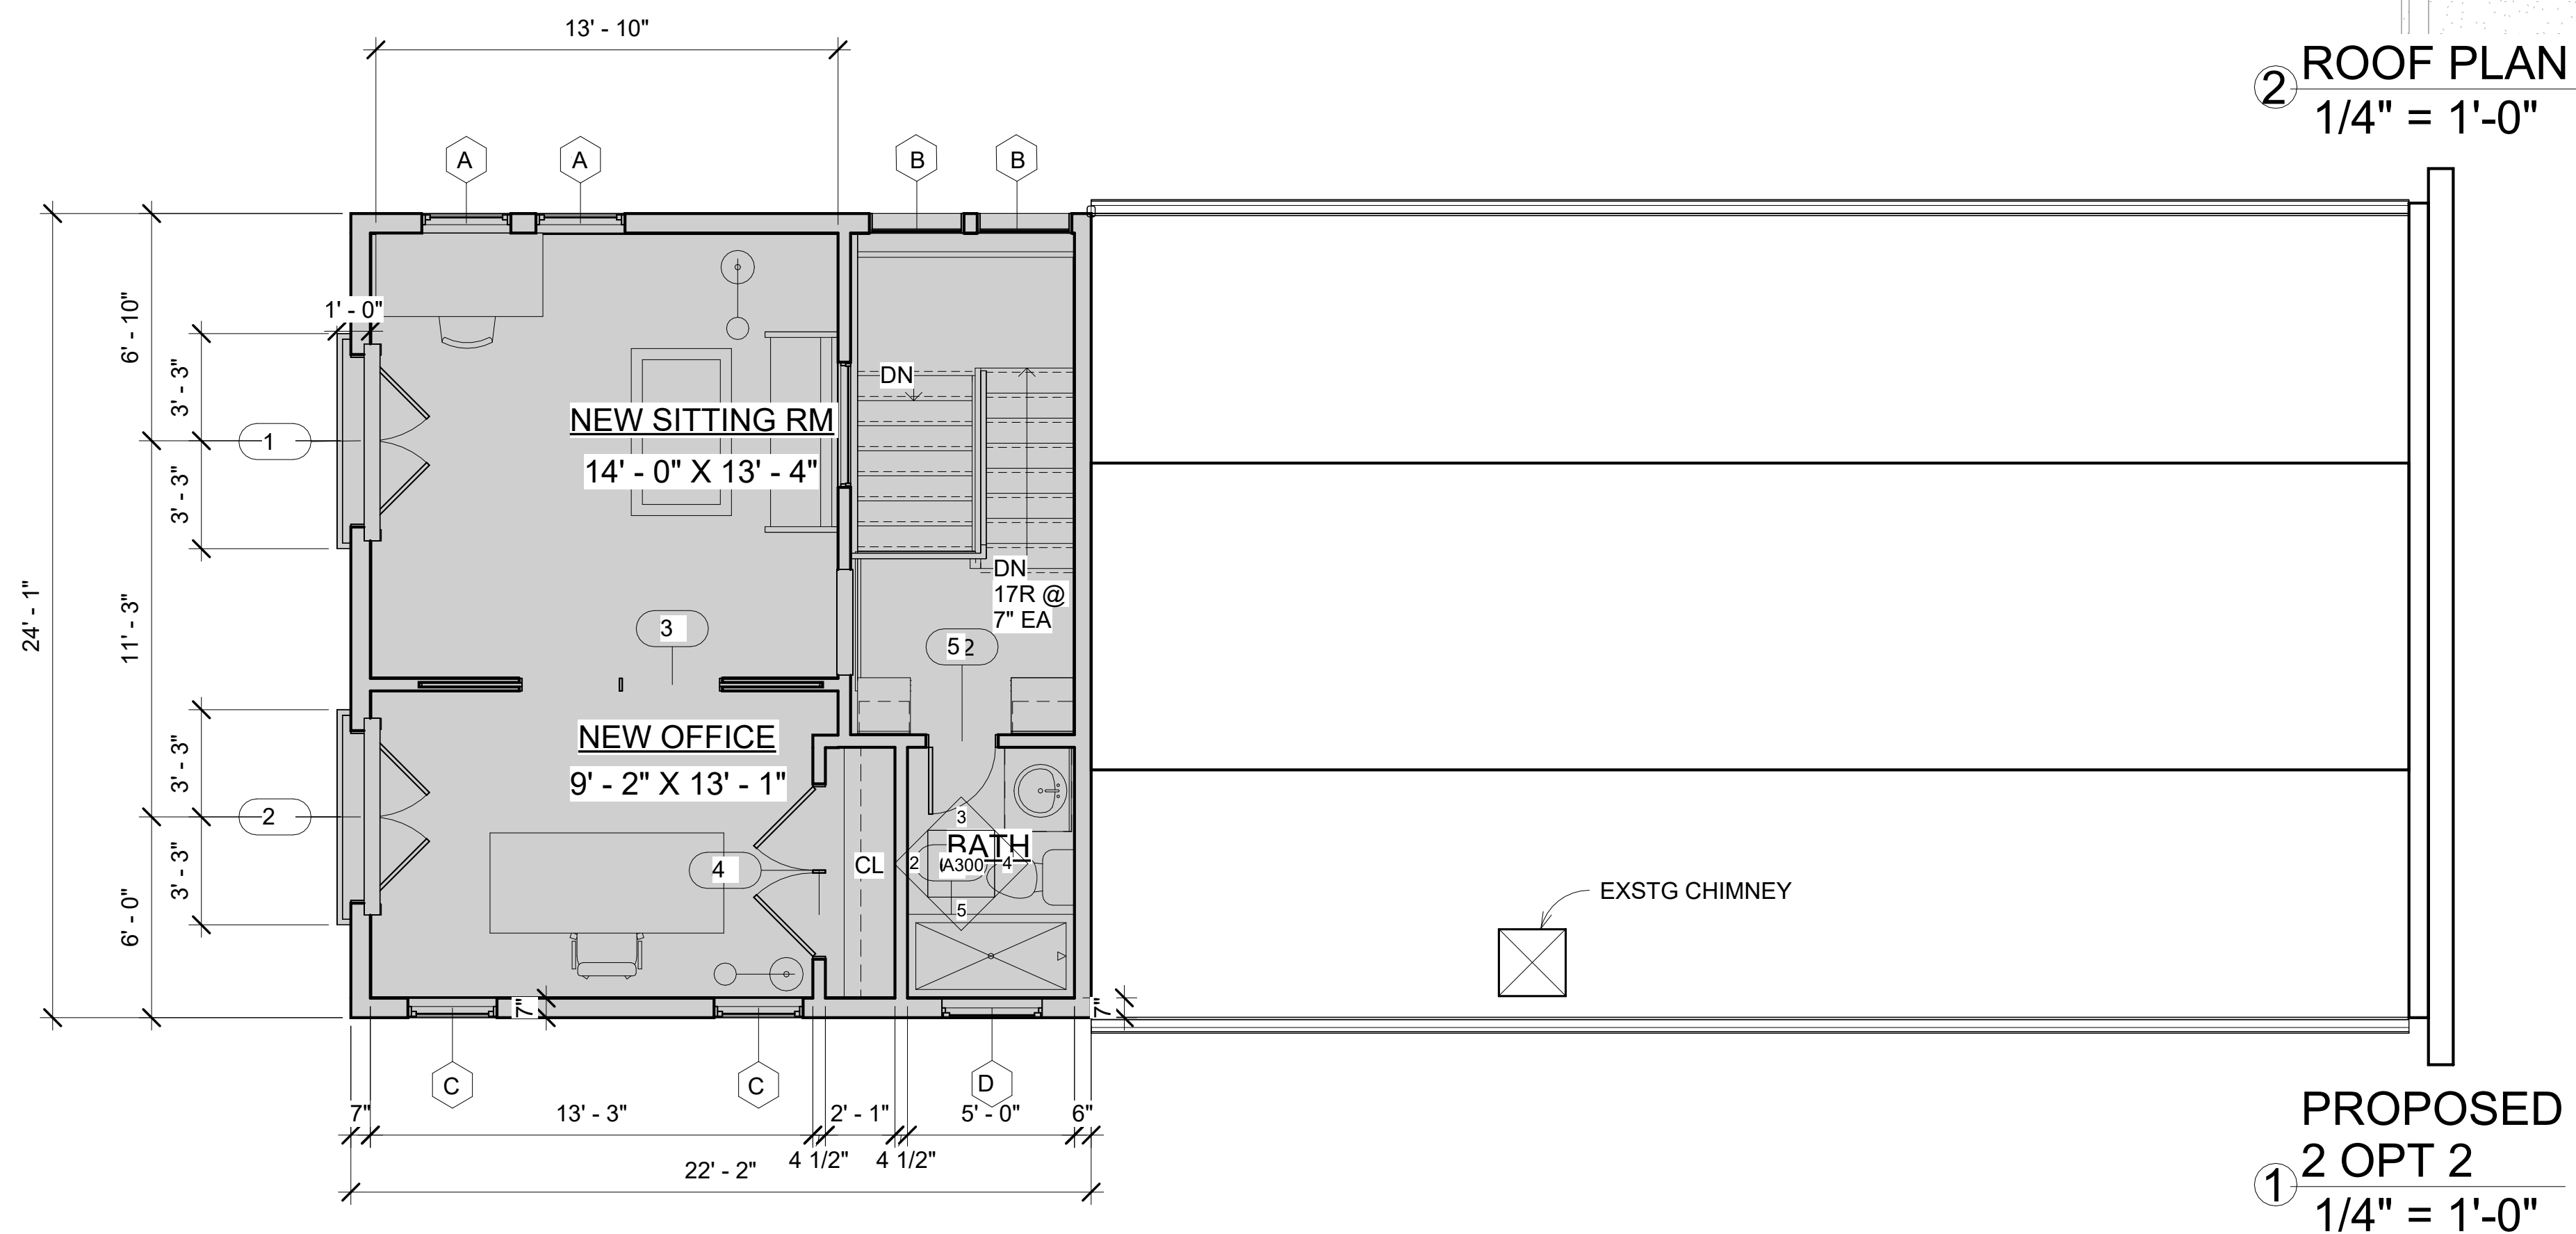 13' - 10"
ROOF PLAN
2
1/4" = 1'-0"
A
A
B
B
6' - 10"
1' - 0"
3' - 3"
DN
NEW SITTING RM
1
14' - 0" X 13' - 4"
3' - 3"
24' - 1"
11' - 3"
DN
17R @
7" EA
3
5
2
NEW OFFICE
3' - 3"
9' - 2" X 13' - 1"
2
3
BATH
4
CL
2
A300
4
3' - 3"
5
6' - 0"
EXSTG CHIMNEY
7"
7"
C
C
D
7"
13' - 3"
2' - 1"
5' - 0"
6"
4 1/2"
4 1/2"
22' - 2"
PROPOSED
2 OPT 2
1
1/4" = 1'-0"